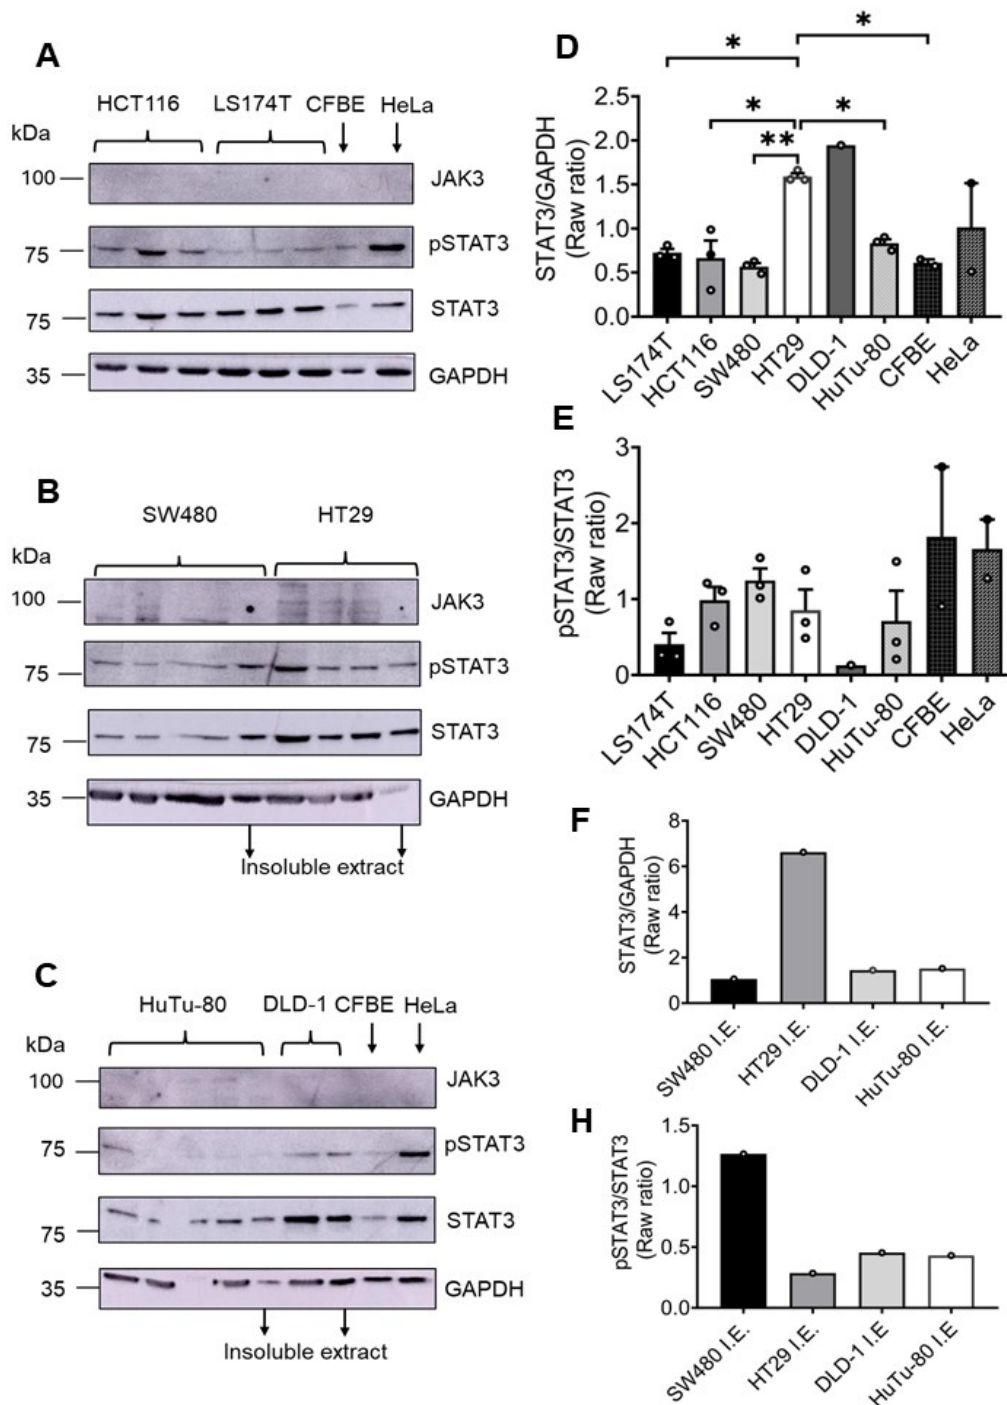 A
HCT116 LS174T CFBE HeLa
kDa
100 JAK3
75 pSTAT3
75 STAT3
35 GAPDH
B
SW480 HT29
kDa
100 JAK3
75 pSTAT3
75 STAT3
35 GAPDH
Insoluble extract
C
HuTu-80 DLD-1 CFBE HeLa
kDa
100 JAK3
75 pSTAT3
75 STAT3
35 GAPDH
Insoluble extract
D
* *
* *
**
STAT3/GAPDH
(Raw ratio)
2.5
2.0
1.5
1.0
0.5
0.0
LS174T
HCT116
SW480
HT29
DLD-1
HuTu-80
CFBE
HeLa
E
pSTAT3/STAT3
(Raw ratio)
3
2
1
0
LS174T
HCT116
SW480
HT29
DLD-1
HuTu-80
CFBE
HeLa
F
STAT3/GAPDH
(Raw ratio)
8
6
4
2
0
SW480 I.E.
HT29 I.E.
DLD-1 I.E.
HuTu-80 I.E.
H
pSTAT3/STAT3
(Raw ratio)
1.5
1.0
0.5
0.0
SW480 I.E.
HT29 I.E.
DLD-1 I.E
HuTu-80 I.E.